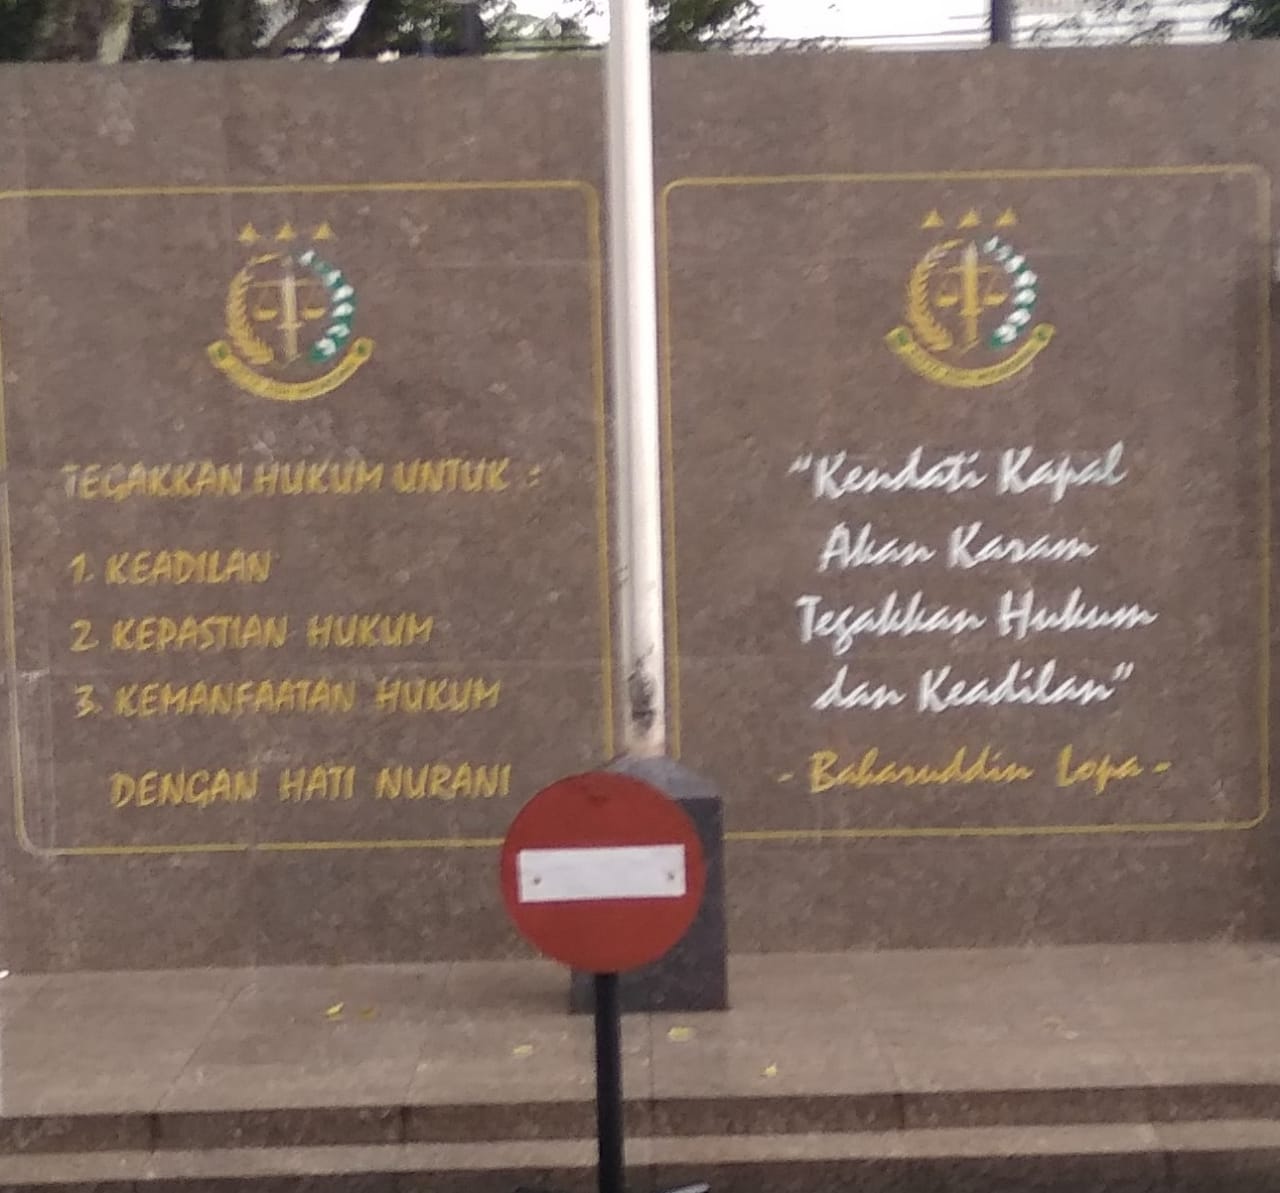 TEGAKKAN HUKUM UNTUK :
1. KEADILAN
2. KEPASTIAN HUKUM
3. KEMANFAATAN HUKUM
DENGAN HATI NURANI
"Kendati Kapal
Akan Karam
Tegakkan Hukum
dan Keadilan"
- Baharuddin Lopa -